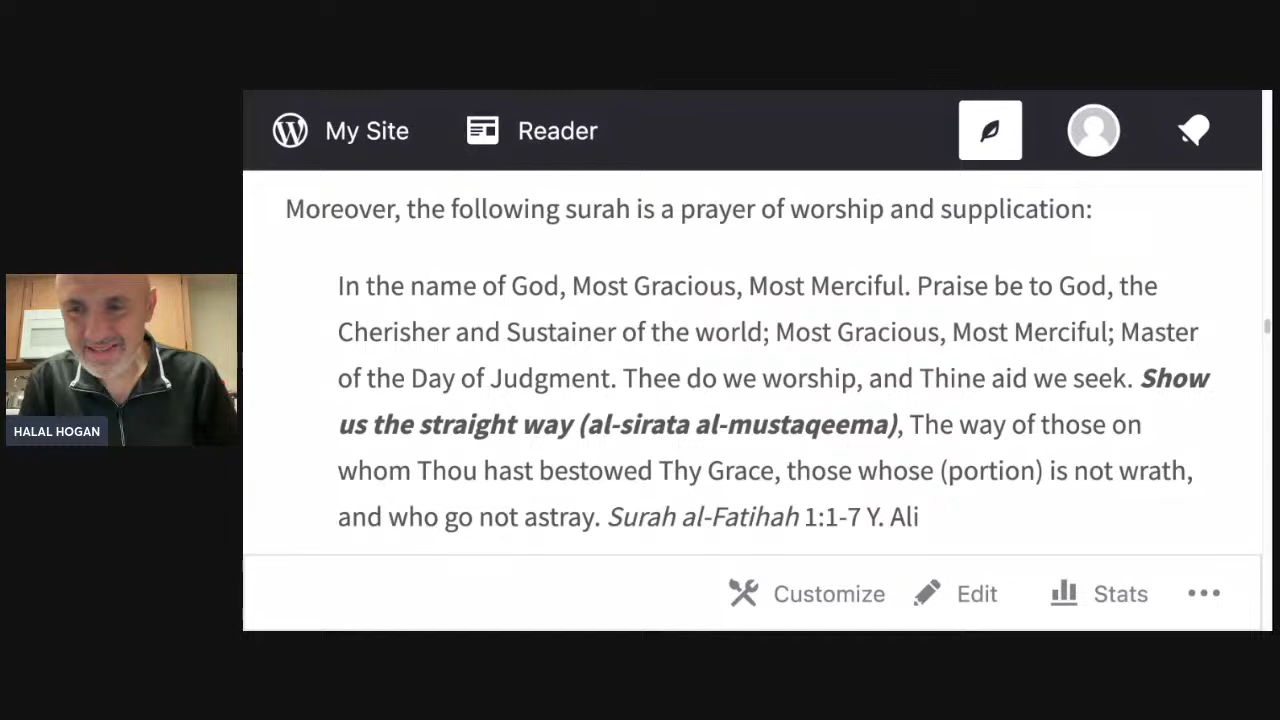 My Site Reader
Moreover, the following surah is a prayer of worship and supplication:
In the name of God, Most Gracious, Most Merciful. Praise be to God, the
Cherisher and Sustainer of the world; Most Gracious, Most Merciful; Master
of the Day of Judgment. Thee do we worship, and Thine aid we seek. Show
us the straight way (al-sirata al-mustaqeema), The way of those on
whom Thou hast bestowed Thy Grace, those whose (portion) is not wrath,
and who go not astray. Surah al-Fatihah 1:1-7 Y. Ali
HALAL HOGAN
Customize Edit Stats